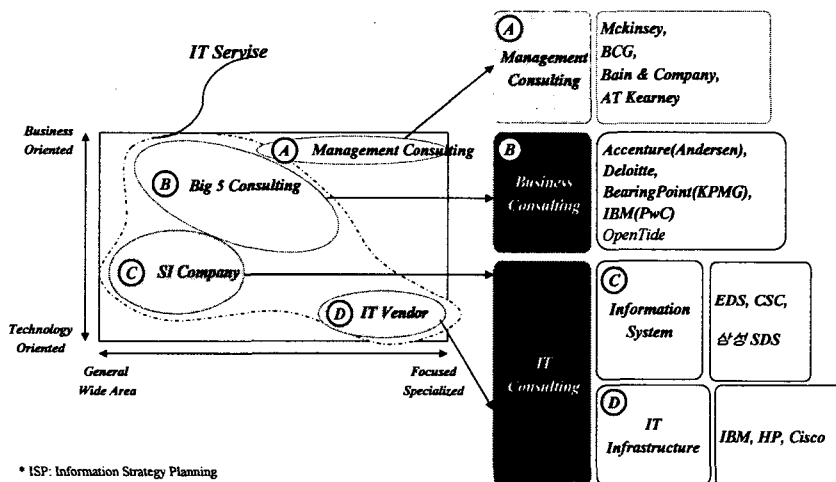 IT Servise
Business
Oriented
Technology
Oriented
General
Wide Area
Focused
Specialized
A Management Consulting
B Big 5 Consulting
C SI Company
D IT Vendor
A
Management
Consulting
Mckinsey,
BCG,
Bain & Company,
AT Kearney
B
Business
Consulting
Accenture(Andersen),
Deloitte,
BearingPoint(KPMG),
IBM(PwC)
OpenTide
IT
Consulting
C
Information
System
EDS, CSC,
삼성 SDS
D
IT
Infrastructure
IBM, HP, Cisco
* ISP: Information Strategy Planning